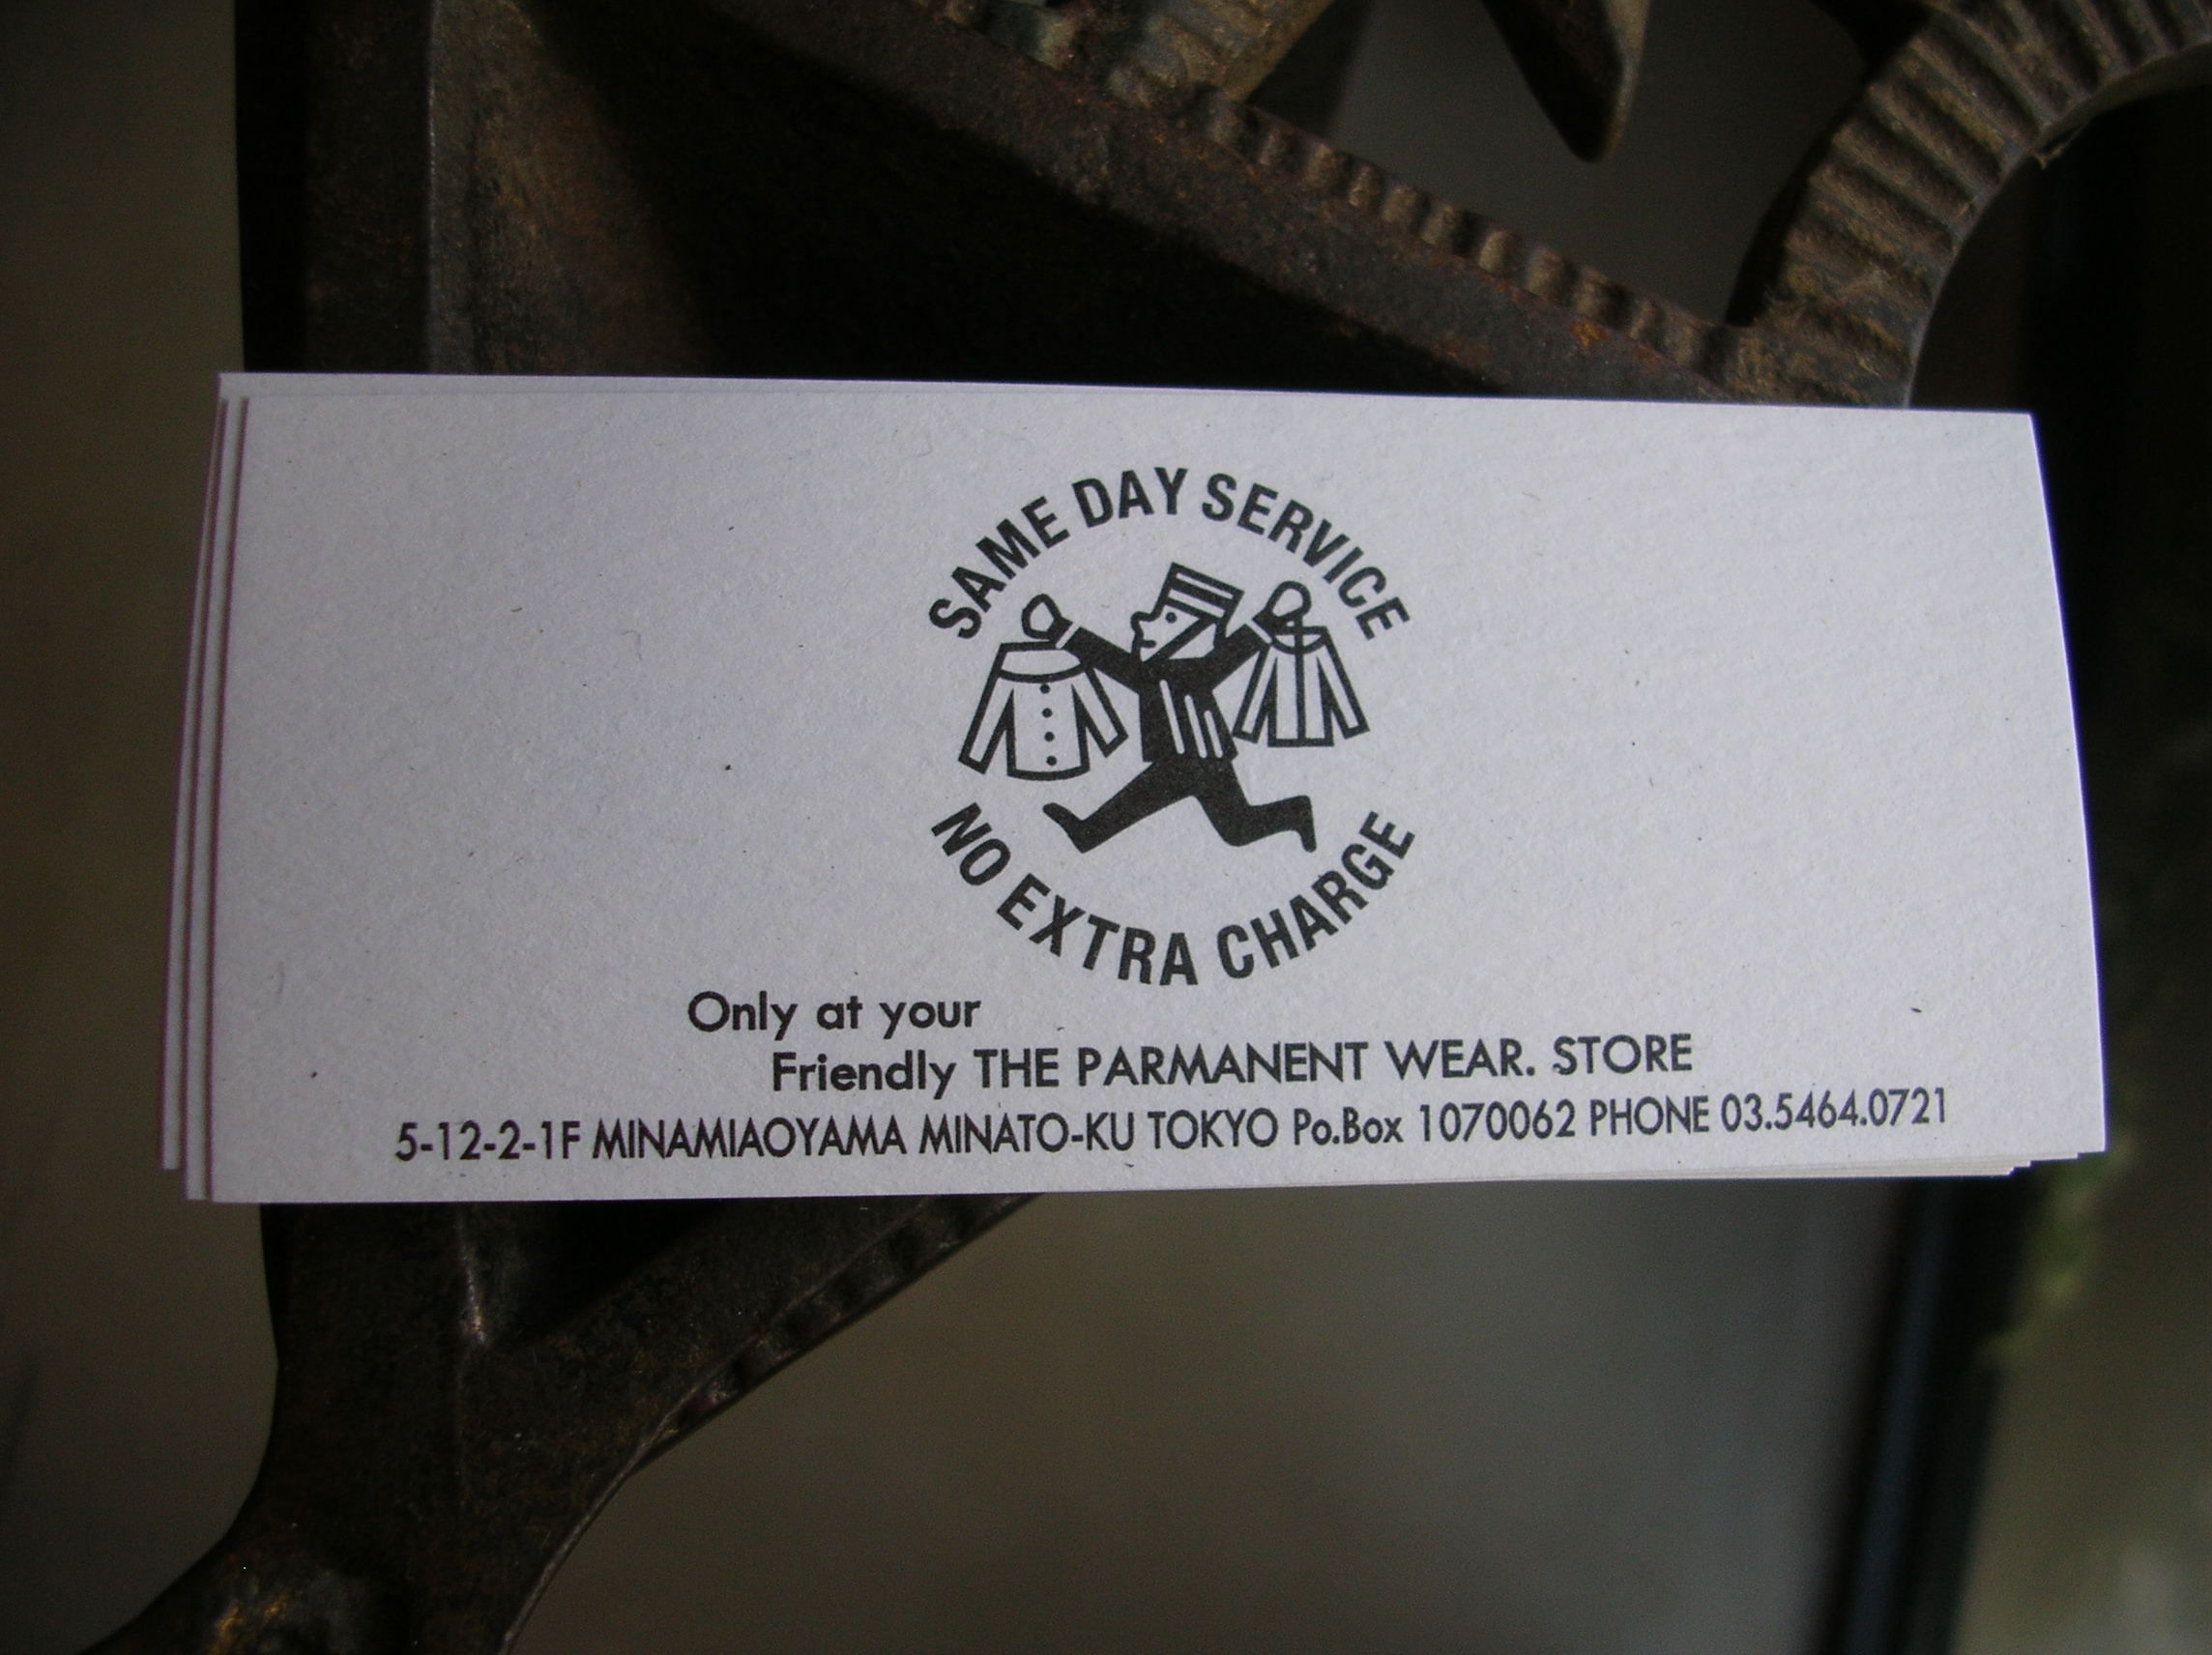 SAME DAY SERVICE
NO EXTRA CHARGE
Only at your
Friendly THE PARMANENT WEAR. STORE
5-12-2-1F MINAMIAOYAMA MINATO-KU TOKYO Po.Box 1070062 PHONE 03.5464.0721